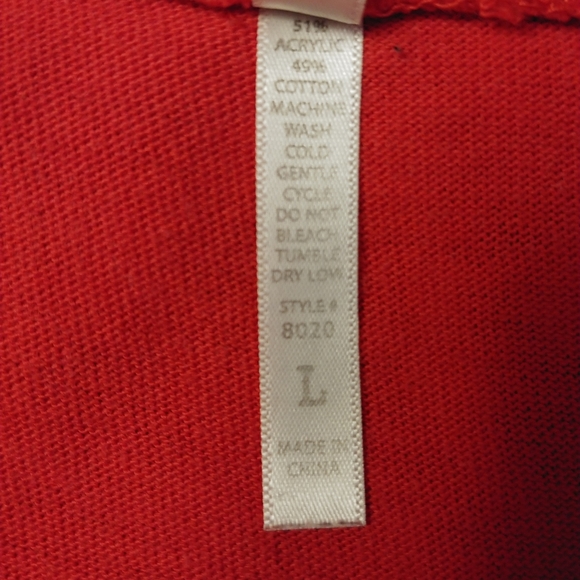 51%
ACRYLIC
49%
COTTON
MACHINE
WASH
COLD
GENTLE
CYCLE
DO NOT
BLEACH
TUMBLE
DRY LOW
STYLE#
8020
L
MADE IN
CHINA